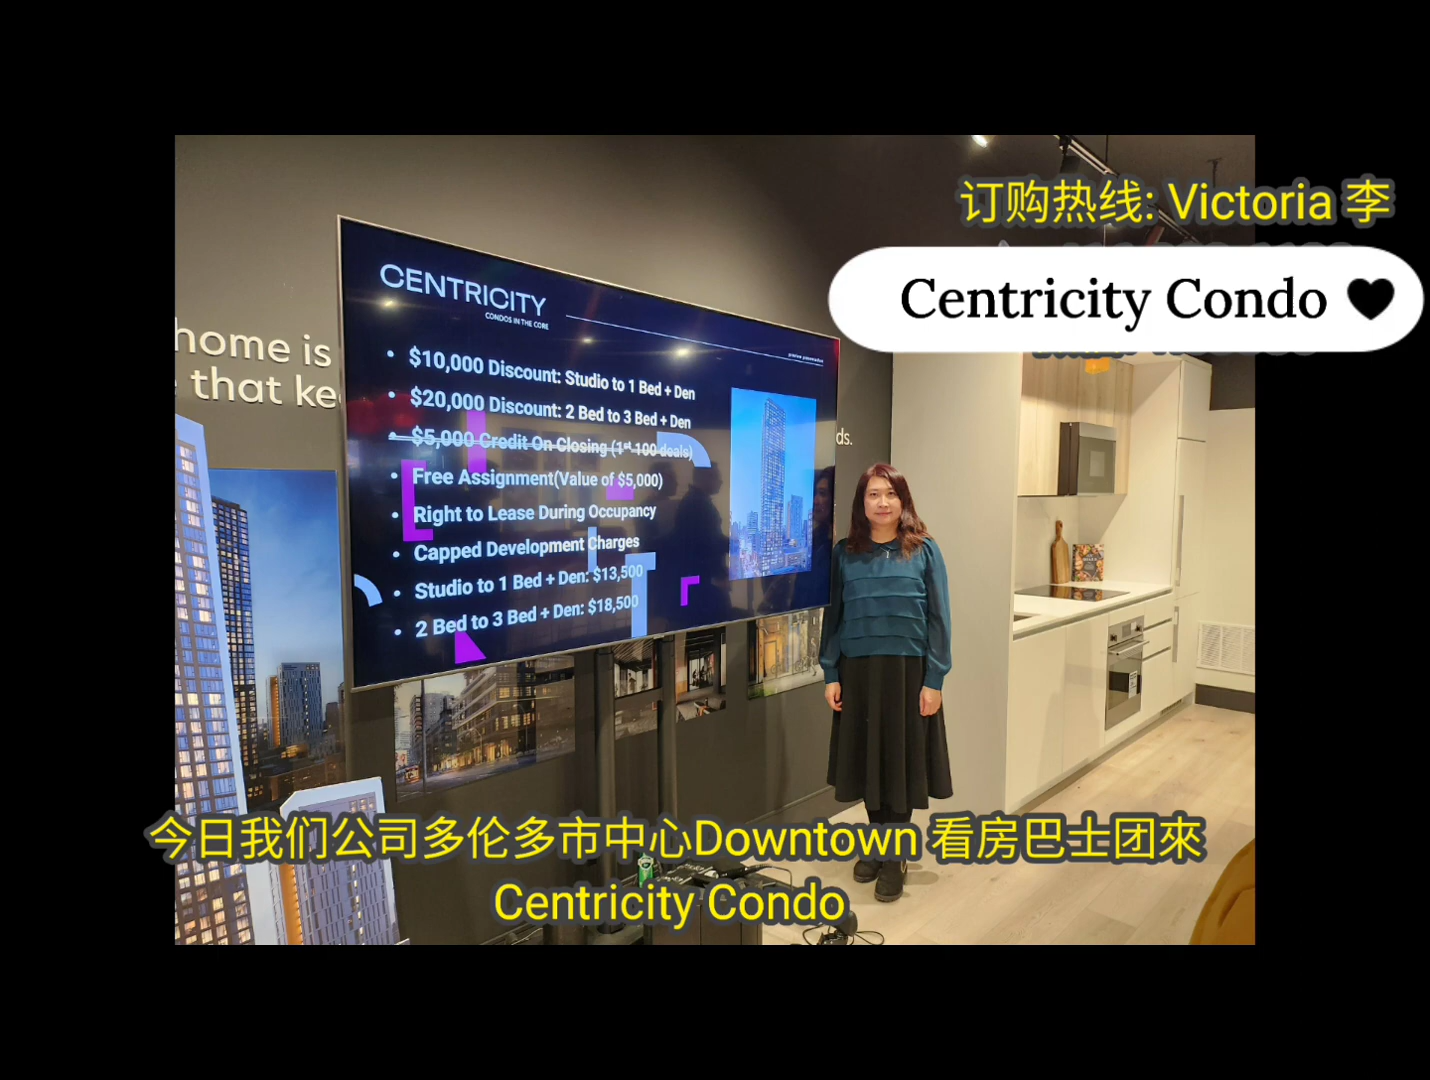 订购热线: Victoria 李
Centricity Condo 🖤
home is
that ke
CENTRICITY
CONDOS IN THE CORE
• $10,000 Discount: Studio to 1 Bed + Den
• $20,000 Discount: 2 Bed to 3 Bed + Den
• $5,000 Credit On Closing (1st 100 deals)
• Free Assignment(Value of $5,000)
• Right to Lease During Occupancy
• Capped Development Charges
• Studio to 1 Bed + Den: $13,500
• 2 Bed to 3 Bed + Den: $18,500
ds.
今日我们公司多伦多市中心Downtown 看房巴士团來
Centricity Condo